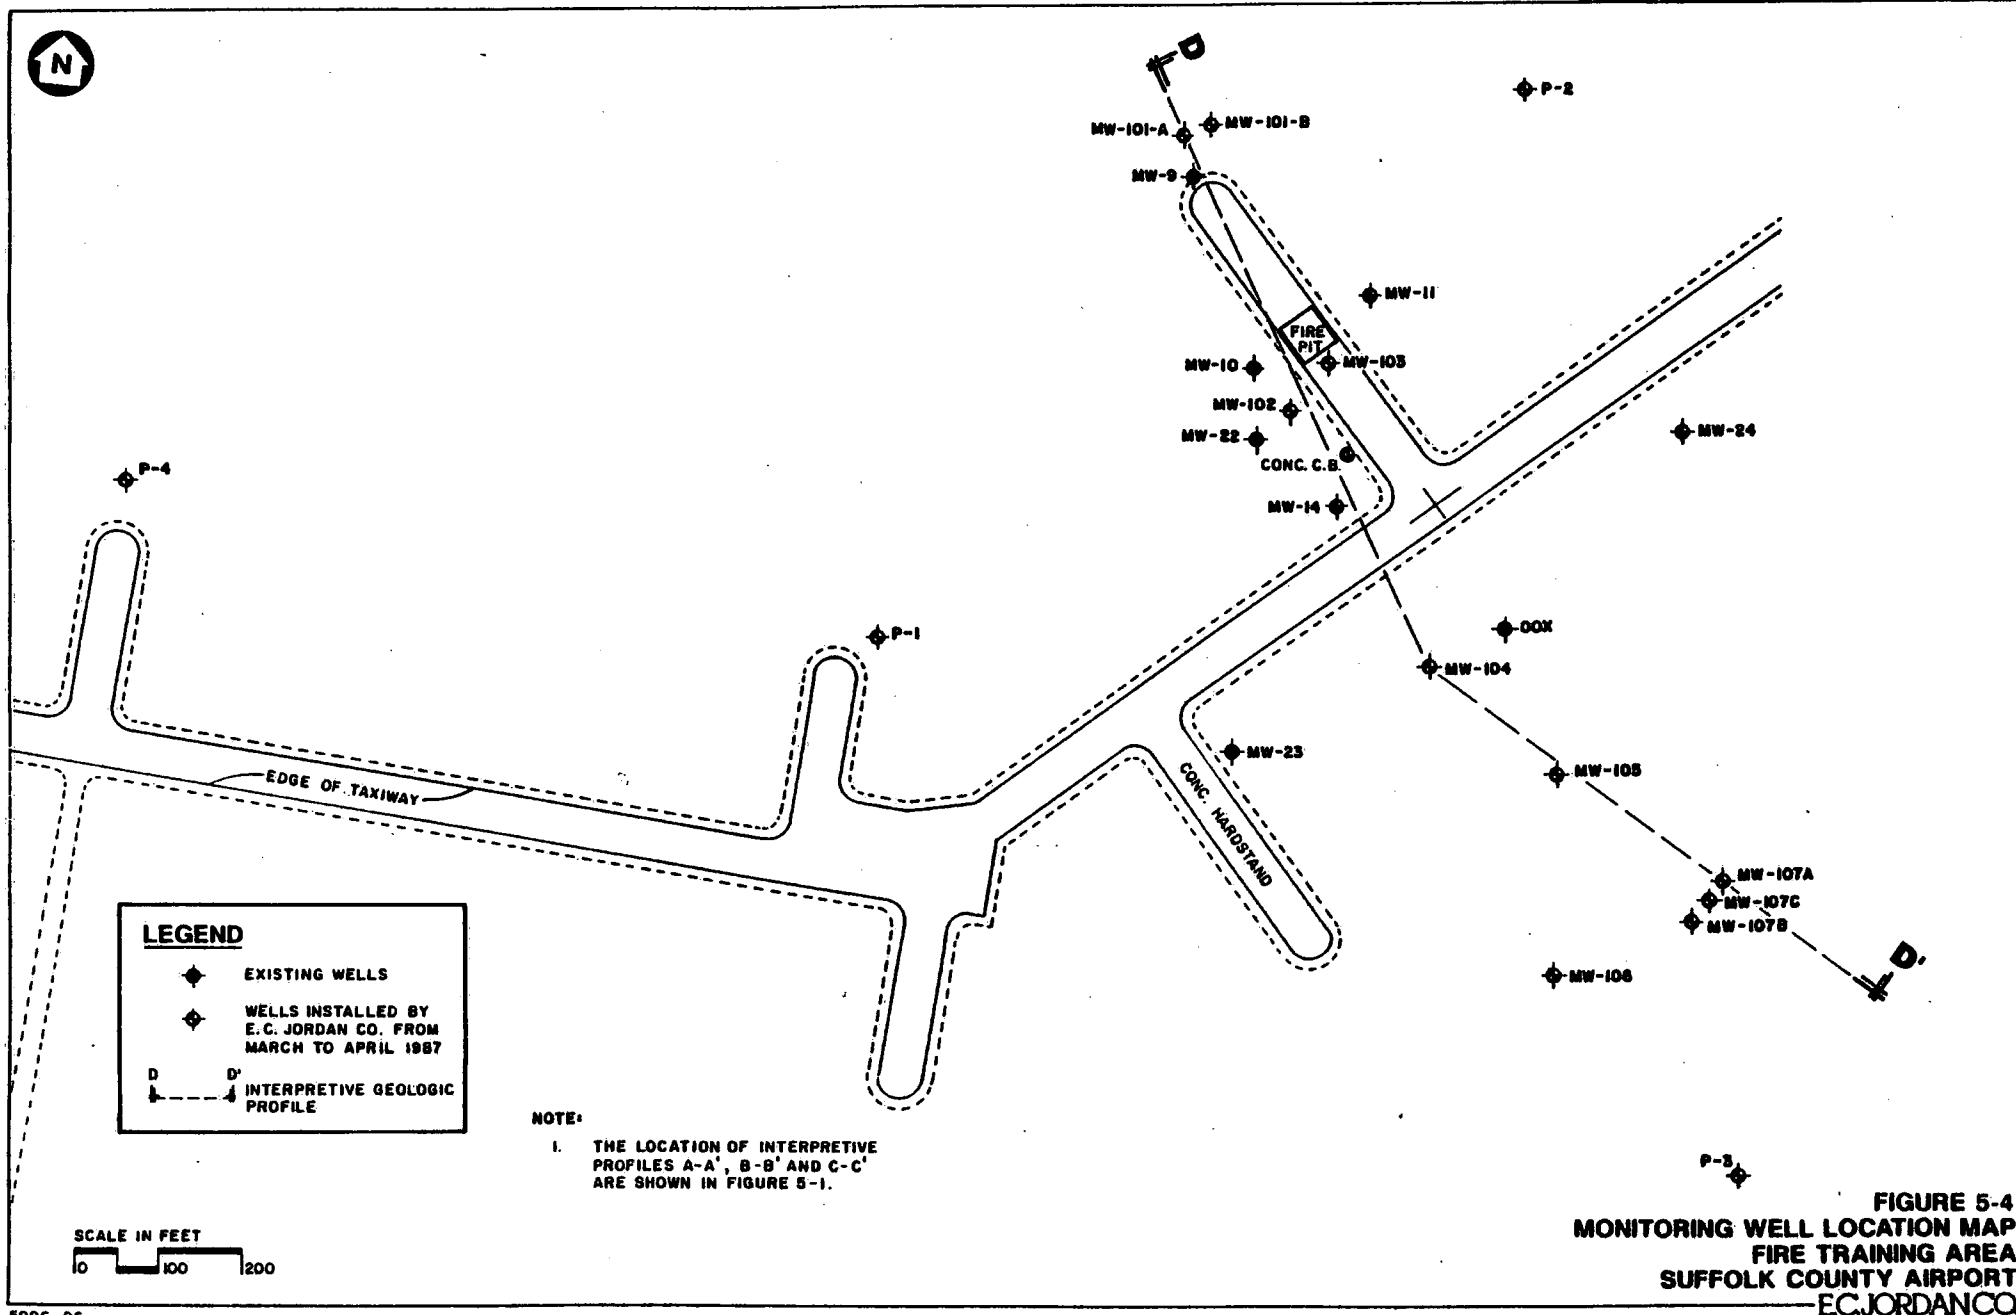 N
D
P-2
MW-101-A
MW-101-B
MW-9
MW-11
FIRE
PIT
MW-10
MW-103
MW-102
MW-22
MW-24
CONC. C.B.
P-4
MW-14
P-1
OOX
MW-104
MW-23
MW-105
EDGE OF TAXIWAY
CONC. HARDSTAND
MW-107A
MW-107C
MW-107B
D'
MW-106
LEGEND
EXISTING WELLS
WELLS INSTALLED BY
E.C. JORDAN CO. FROM
MARCH TO APRIL 1987
D D'
INTERPRETIVE GEOLOGIC
PROFILE
NOTE:
1. THE LOCATION OF INTERPRETIVE
PROFILES A-A', B-B' AND C-C'
ARE SHOWN IN FIGURE 5-1.
P-3
SCALE IN FEET
0 100 200
FIGURE 5-4
MONITORING WELL LOCATION MAP
FIRE TRAINING AREA
SUFFOLK COUNTY AIRPORT
E.C.JORDANCO